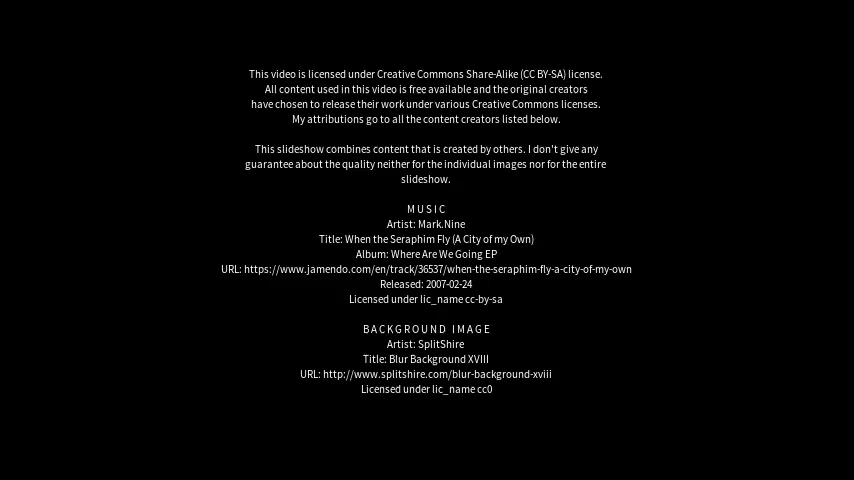 This video is licensed under Creative Commons Share-Alike (CC BY-SA) license.
All content used in this video is free available and the original creators
have chosen to release their work under various Creative Commons licenses.
My attributions go to all the content creators listed below.
This slideshow combines content that is created by others. I don't give any
guarantee about the quality neither for the individual images nor for the entire
slideshow.
MUSIC
Artist: Mark.Nine
Title: When the Seraphim Fly (A City of my Own)
Album: Where Are We Going EP
URL: https://www.jamendo.com/en/track/36537/when-the-seraphim-fly-a-city-of-my-own
Released: 2007-02-24
Licensed under lic_name cc-by-sa
BACKGROUND IMAGE
Artist: SplitShire
Title: Blur Background XVIII
URL: http://www.splitshire.com/blur-background-xviii
Licensed under lic_name cc0